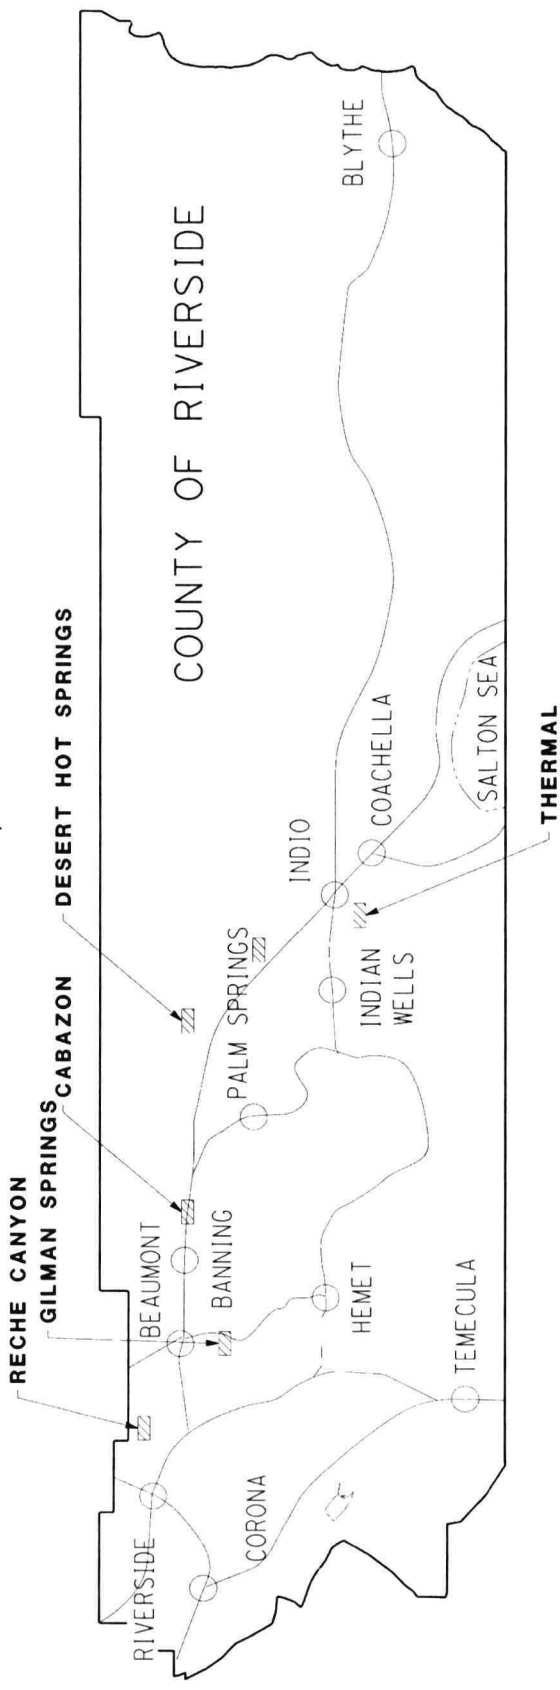 RECHE CANYON
GILMAN SPRINGS
CABAZON
DESERT HOT SPRINGS
COUNTY OF RIVERSIDE
RIVERSIDE
CORONA
BEAUMONT
BANNING
HEMET
TEMECULA
PALM SPRINGS
INDIAN
WELLS
INDIO
COACHELLA
SALTON SEA
BLYTHE
THERMAL